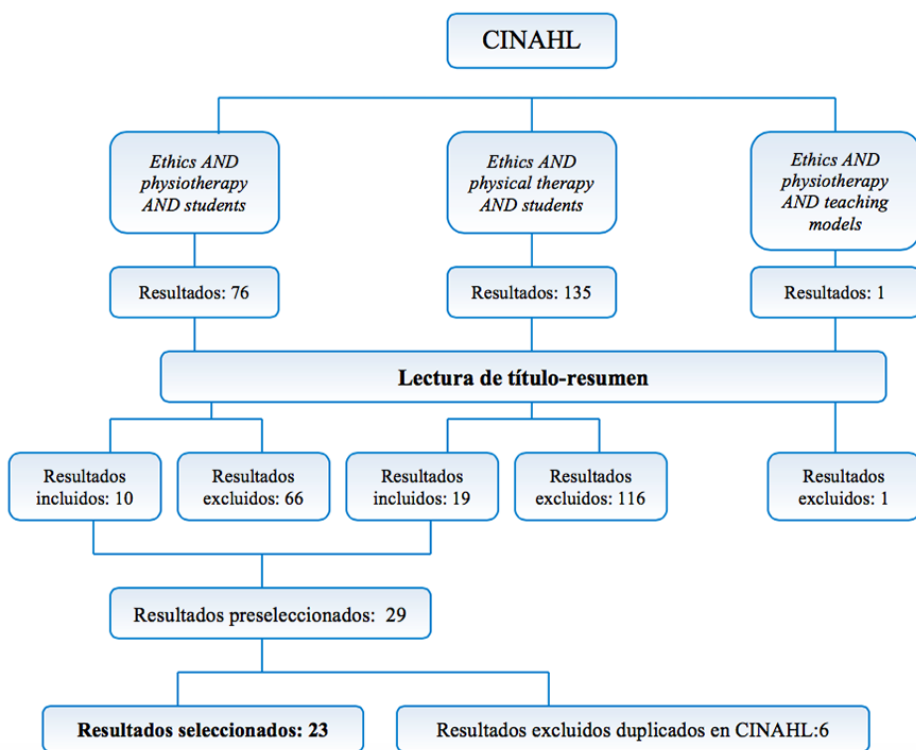 CINAHL
Ethics AND
physiotherapy
AND students
Ethics AND
physical therapy
AND students
Ethics AND
physiotherapy
AND teaching
models
Resultados: 76
Resultados: 135
Resultados: 1
Lectura de título-resumen
Resultados
incluidos: 10
Resultados
excluidos: 66
Resultados
incluidos: 19
Resultados
excluidos: 116
Resultados
excluidos: 1
Resultados preseleccionados: 29
Resultados seleccionados: 23
Resultados excluidos duplicados en CINAHL:6